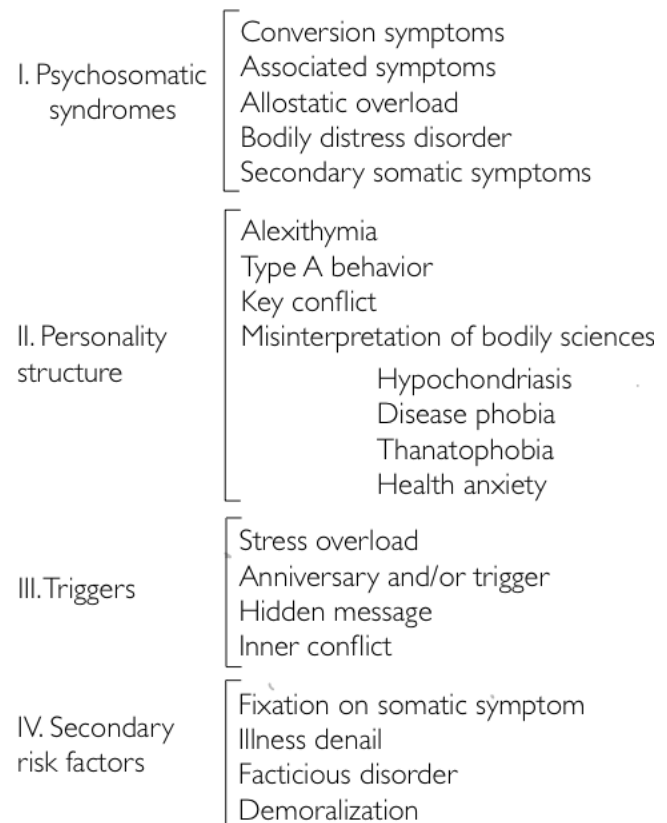 I. Psychosomatic
syndromes
Conversion symptoms
Associated symptoms
Allostatic overload
Bodily distress disorder
Secondary somatic symptoms
II. Personality
structure
Alexithymia
Type A behavior
Key conflict
Misinterpretation of bodily sciences
Hypochondriasis
Disease phobia
Thanatophobia
Health anxiety
III. Triggers
Stress overload
Anniversary and/or trigger
Hidden message
Inner conflict
IV. Secondary
risk factors
Fixation on somatic symptom
Illness denail
Facticious disorder
Demoralization